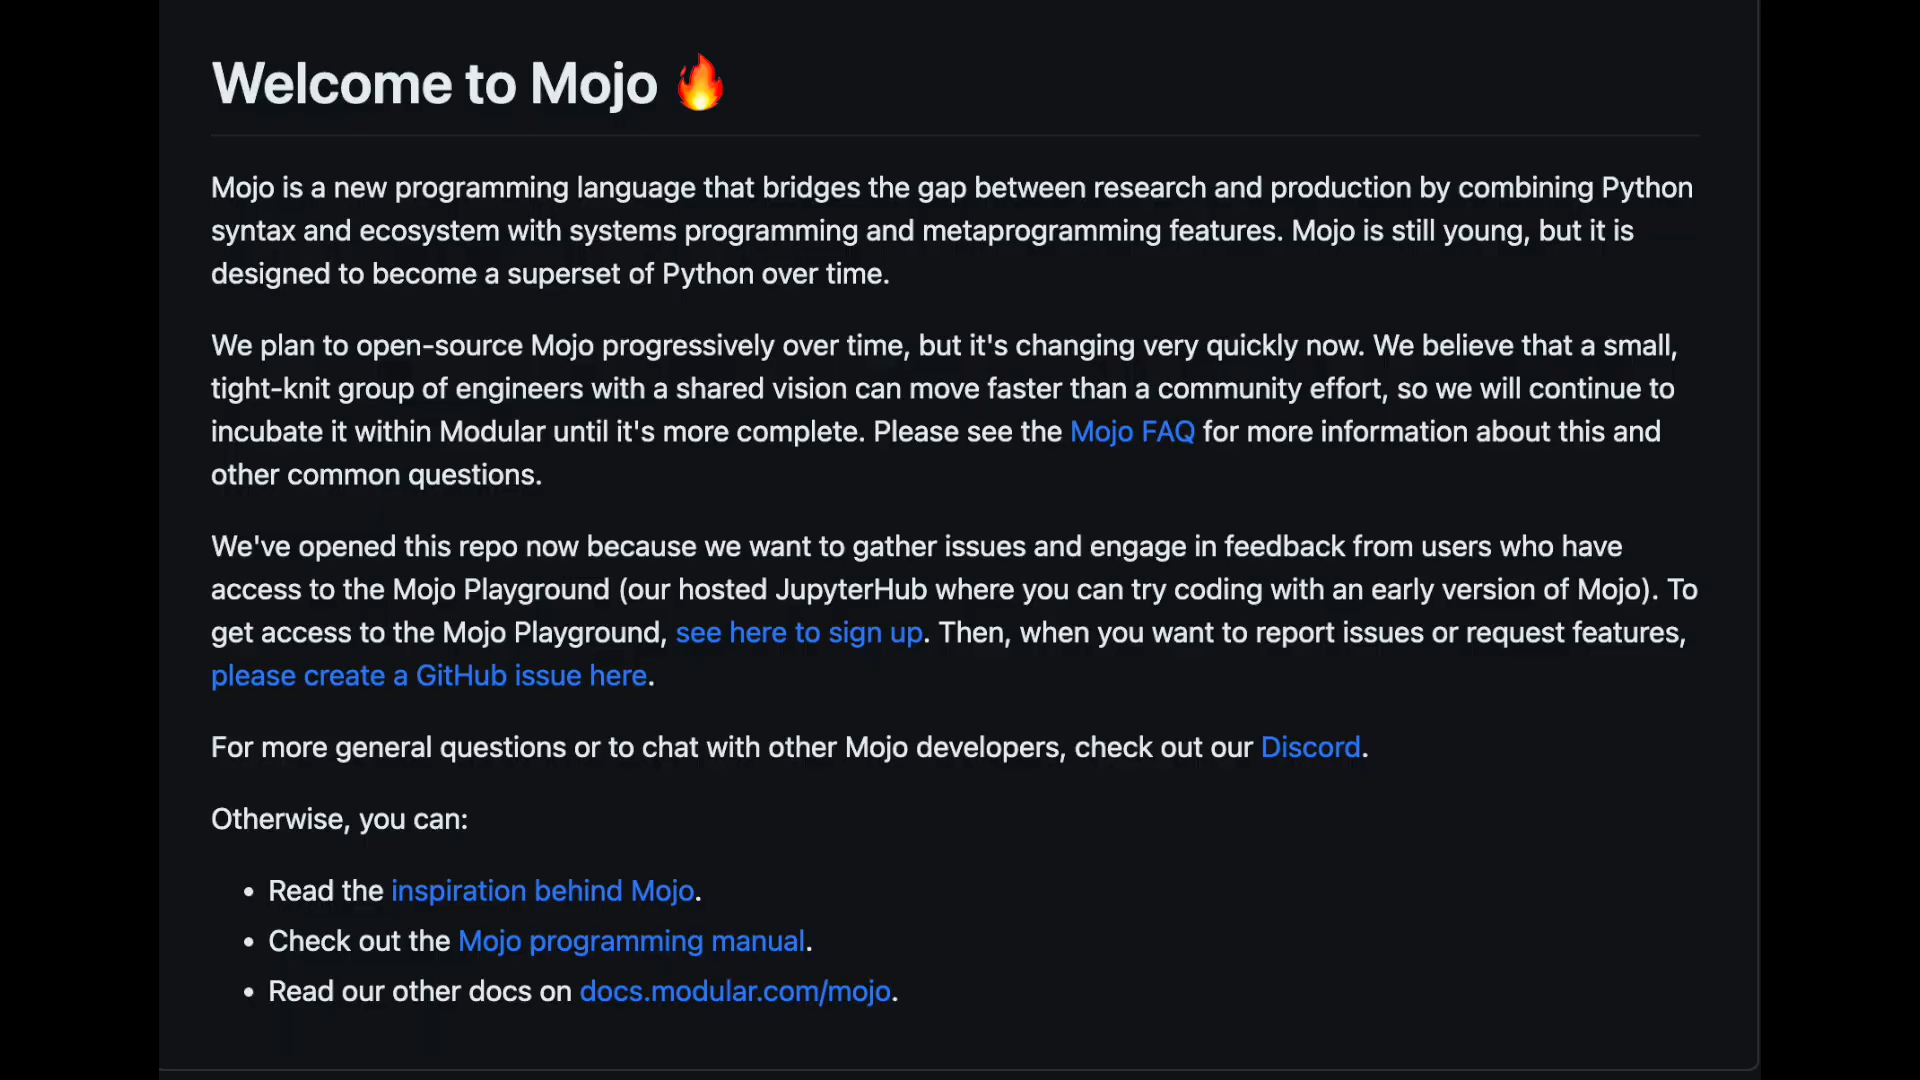 Welcome to Mojo 🔥
Mojo is a new programming language that bridges the gap between research and production by combining Python
syntax and ecosystem with systems programming and metaprogramming features. Mojo is still young, but it is
designed to become a superset of Python over time.
We plan to open-source Mojo progressively over time, but it's changing very quickly now. We believe that a small,
tight-knit group of engineers with a shared vision can move faster than a community effort, so we will continue to
incubate it within Modular until it's more complete. Please see the Mojo FAQ for more information about this and
other common questions.
We've opened this repo now because we want to gather issues and engage in feedback from users who have
access to the Mojo Playground (our hosted JupyterHub where you can try coding with an early version of Mojo). To
get access to the Mojo Playground, see here to sign up. Then, when you want to report issues or request features,
please create a GitHub issue here.
For more general questions or to chat with other Mojo developers, check out our Discord.
Otherwise, you can:
• Read the inspiration behind Mojo.
• Check out the Mojo programming manual.
• Read our other docs on docs.modular.com/mojo.